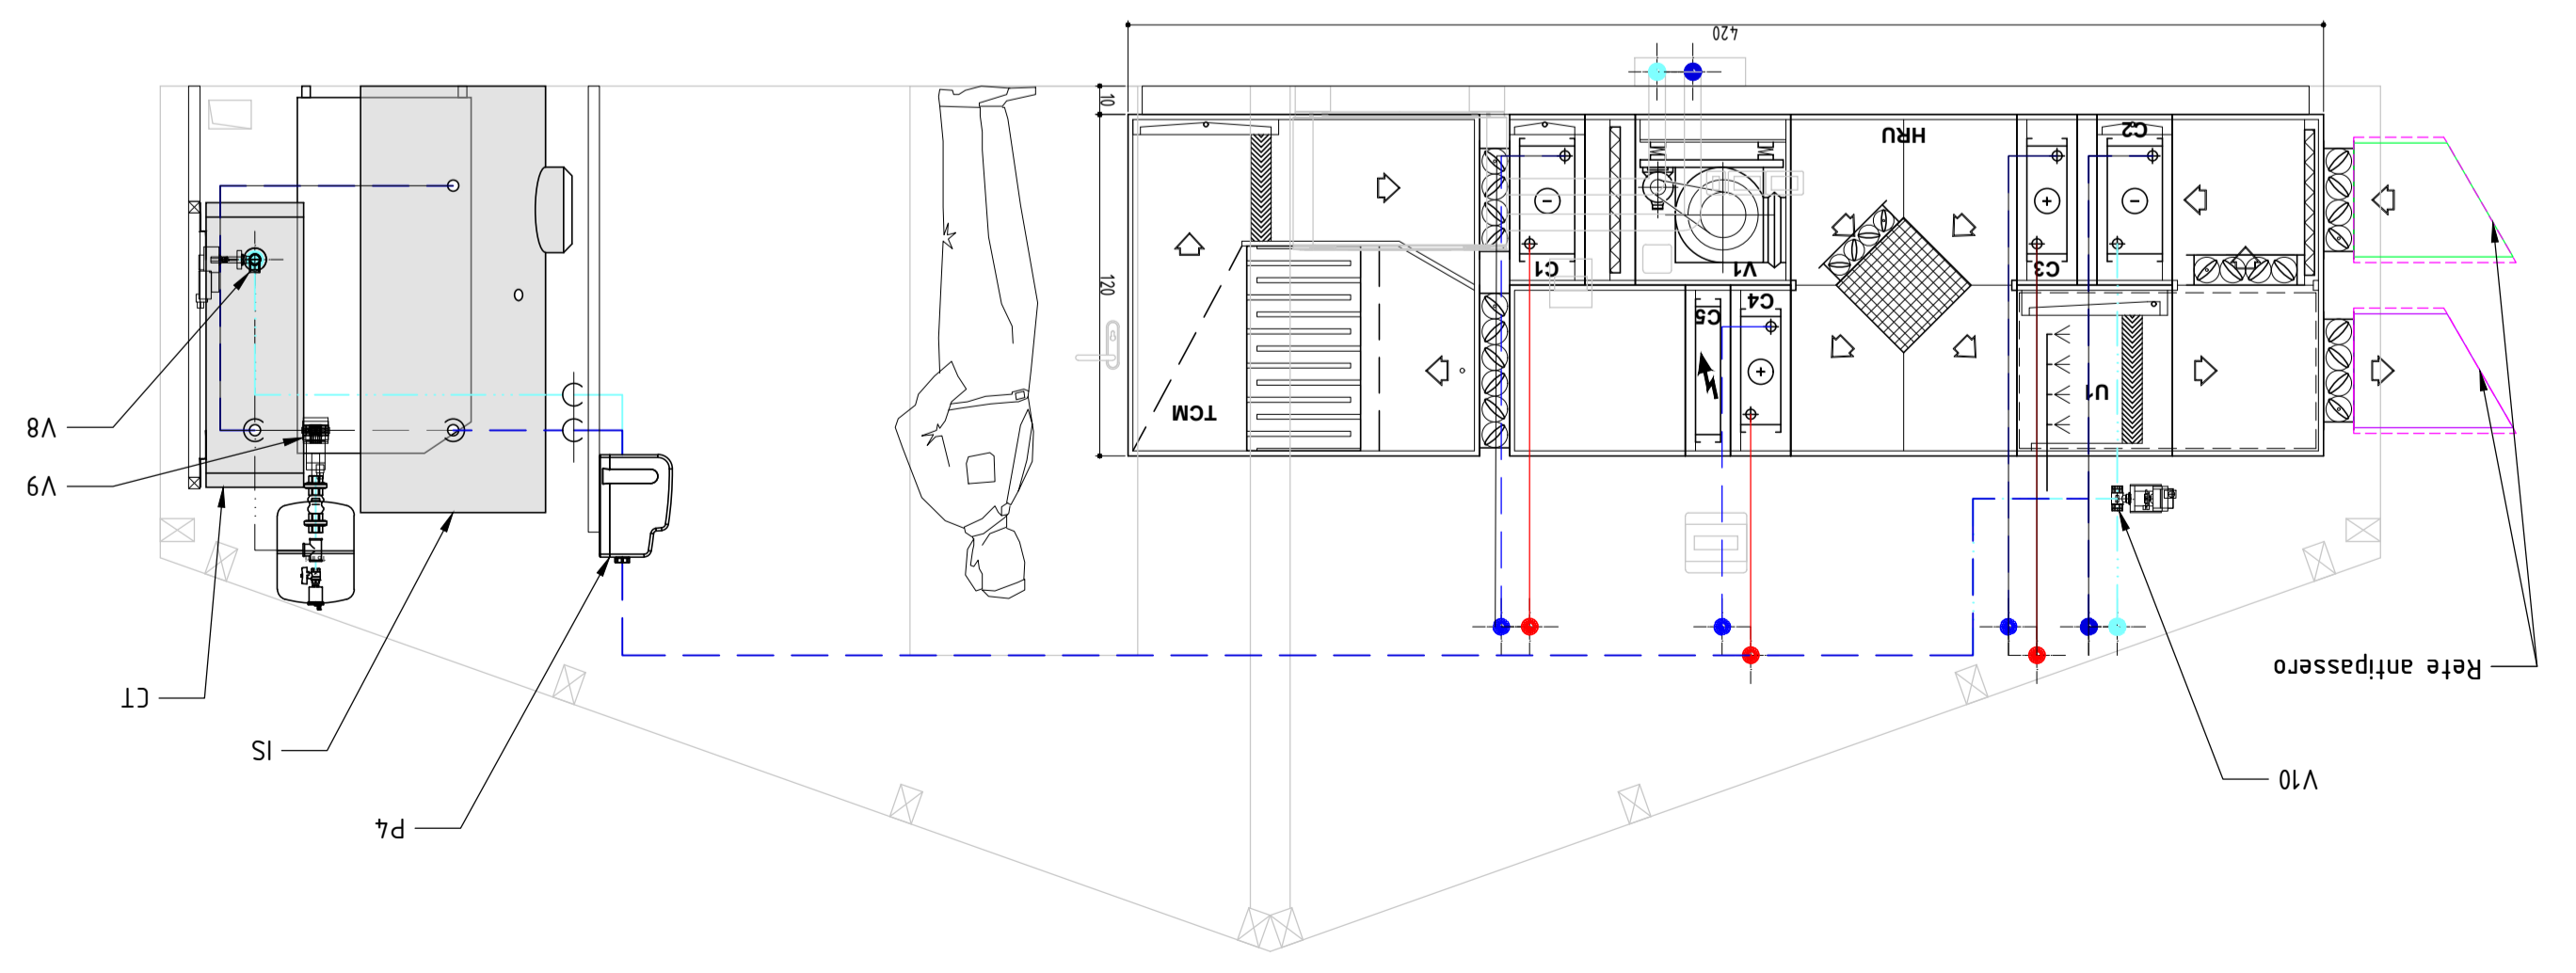 P4
V10
IS
CT
Rete antipassero
V9
V8
TCM
U1
+
C5
C4
120
C3
V1
C1
−
+
−
HRU
C2
10
420